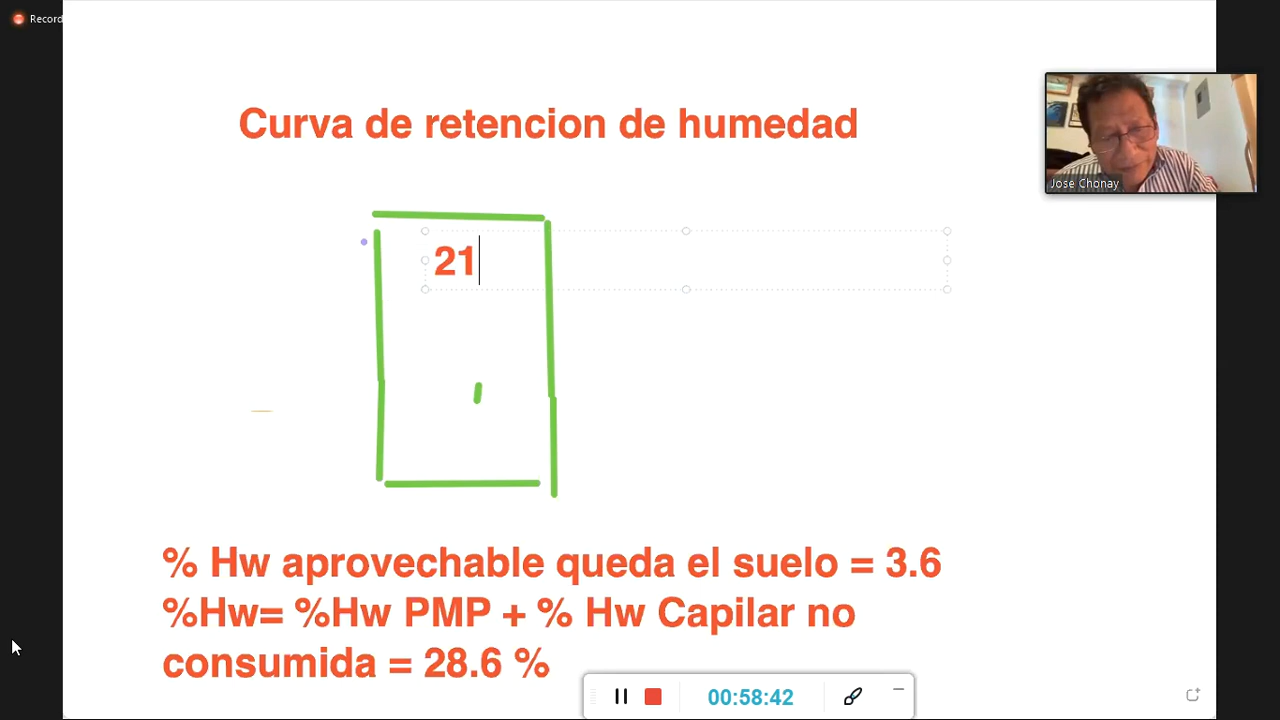 Record
Curva de retencion de humedad
Jose Chonay
21
% Hw aprovechable queda el suelo = 3.6
%Hw= %Hw PMP + % Hw Capilar no
consumida = 28.6 %
00:58:42